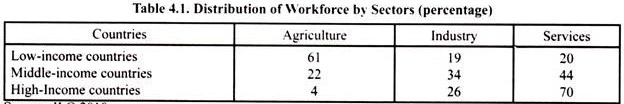 Table 4.1. Distribution of Workforce by Sectors (percentage)
Countries Agriculture Industry Services
Low-income countries 61 19 20
Middle-income countries 22 34 44
High-Income countries 4 26 70